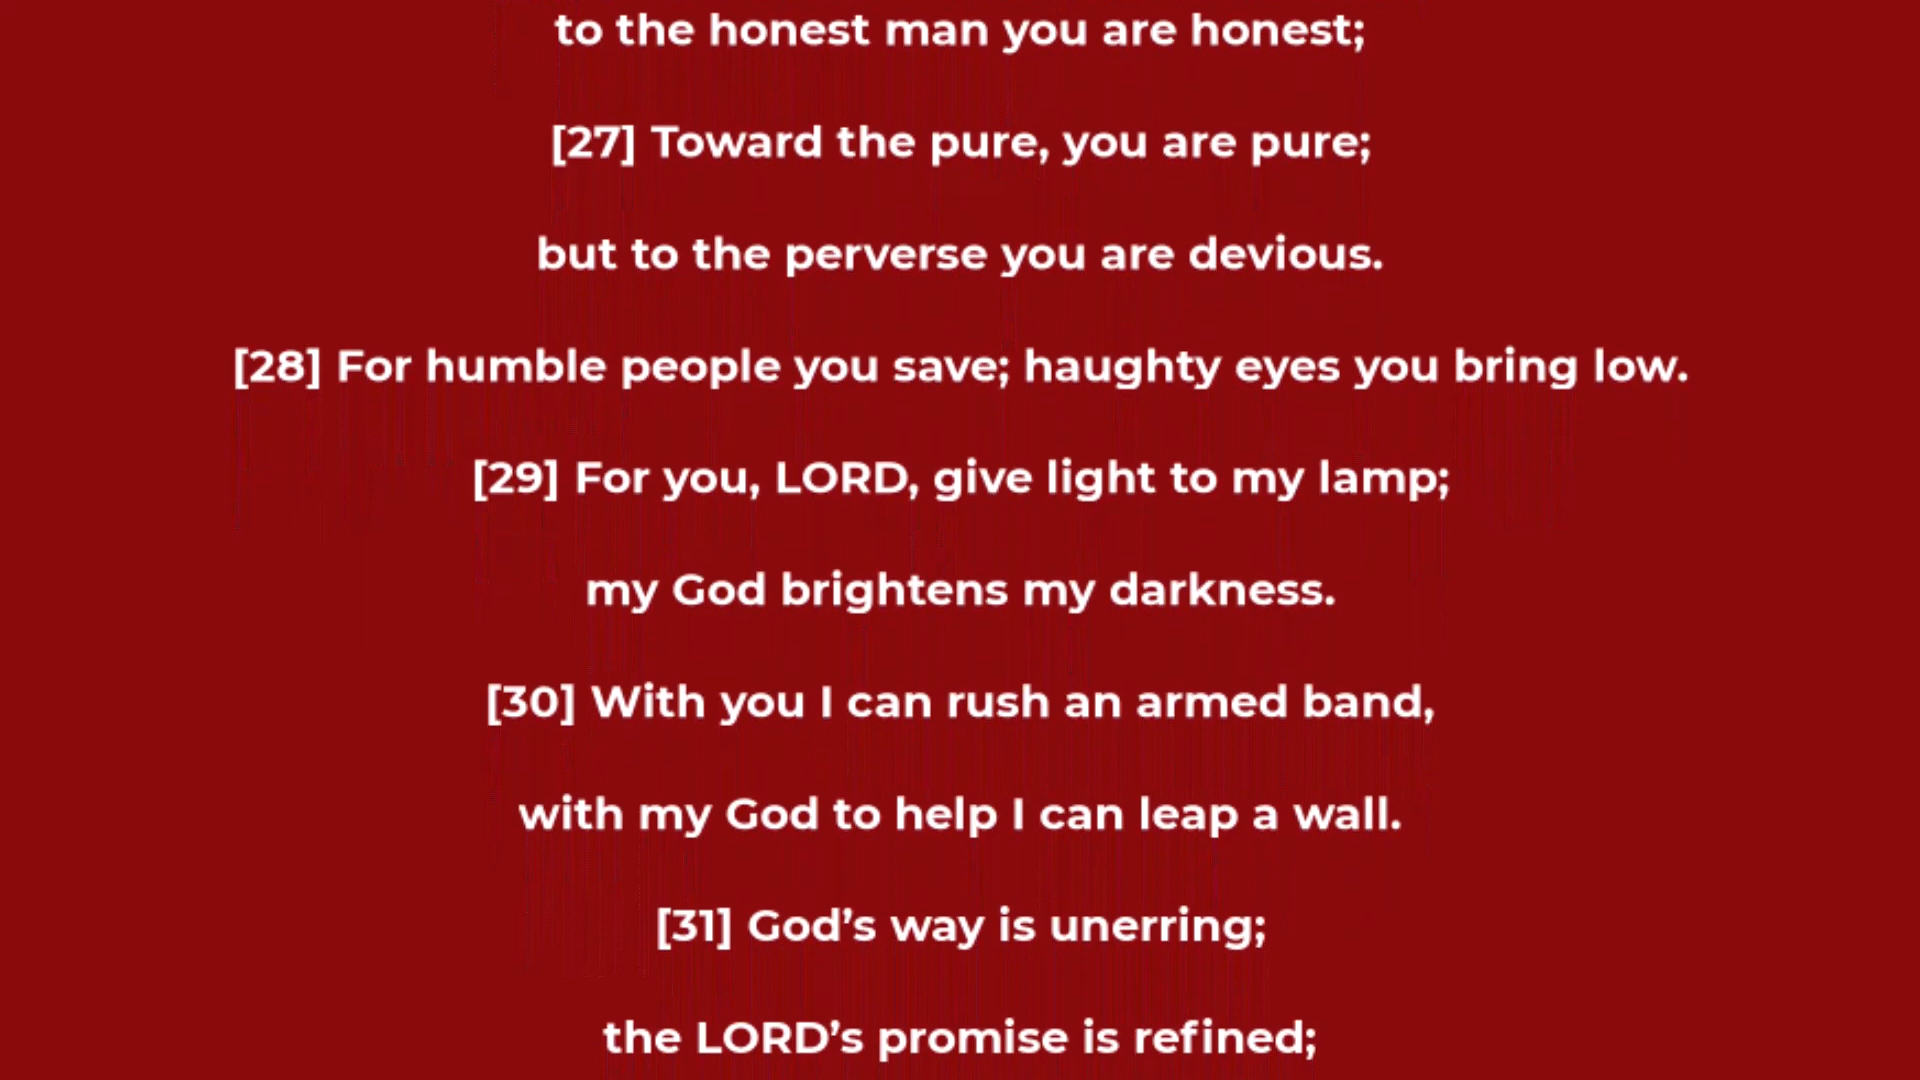 to the honest man you are honest;
[27] Toward the pure, you are pure;
but to the perverse you are devious.
[28] For humble people you save; haughty eyes you bring low.
[29] For you, LORD, give light to my lamp;
my God brightens my darkness.
[30] With you I can rush an armed band,
with my God to help I can leap a wall.
[31] God’s way is unerring;
the LORD’s promise is refined;